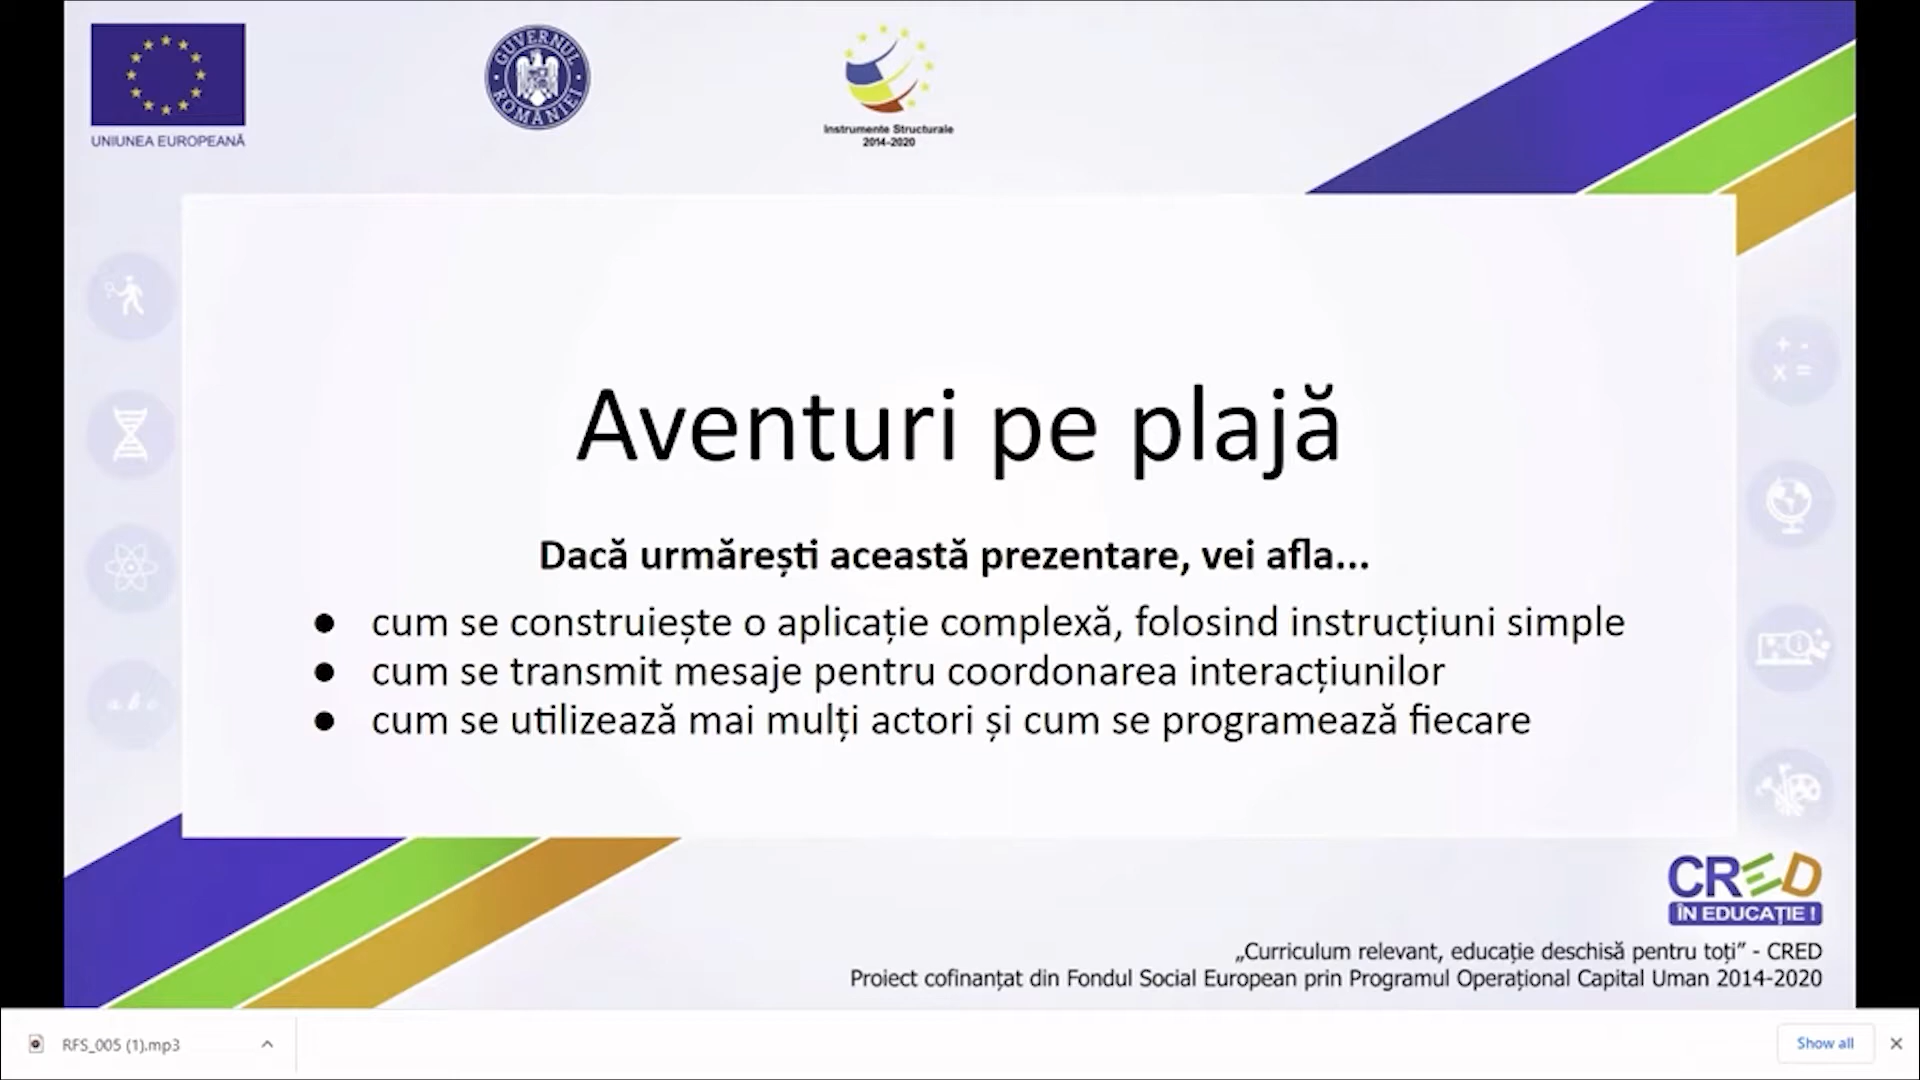 UNIUNEA EUROPEANĂ
GUVERNUL ROMÂNIEI
Instrumente Structurale
2014-2020
Aventuri pe plajă
Dacă urmărești această prezentare, vei afla...
● cum se construiește o aplicație complexă, folosind instrucțiuni simple
● cum se transmit mesaje pentru coordonarea interacțiunilor
● cum se utilizează mai mulți actori și cum se programează fiecare
+ -
x =
a b c
CRED
ÎN EDUCAȚIE !
„Curriculum relevant, educație deschisă pentru toți” - CRED
Proiect cofinanțat din Fondul Social European prin Programul Operațional Capital Uman 2014-2020
RFS_005 (1).mp3
Show all